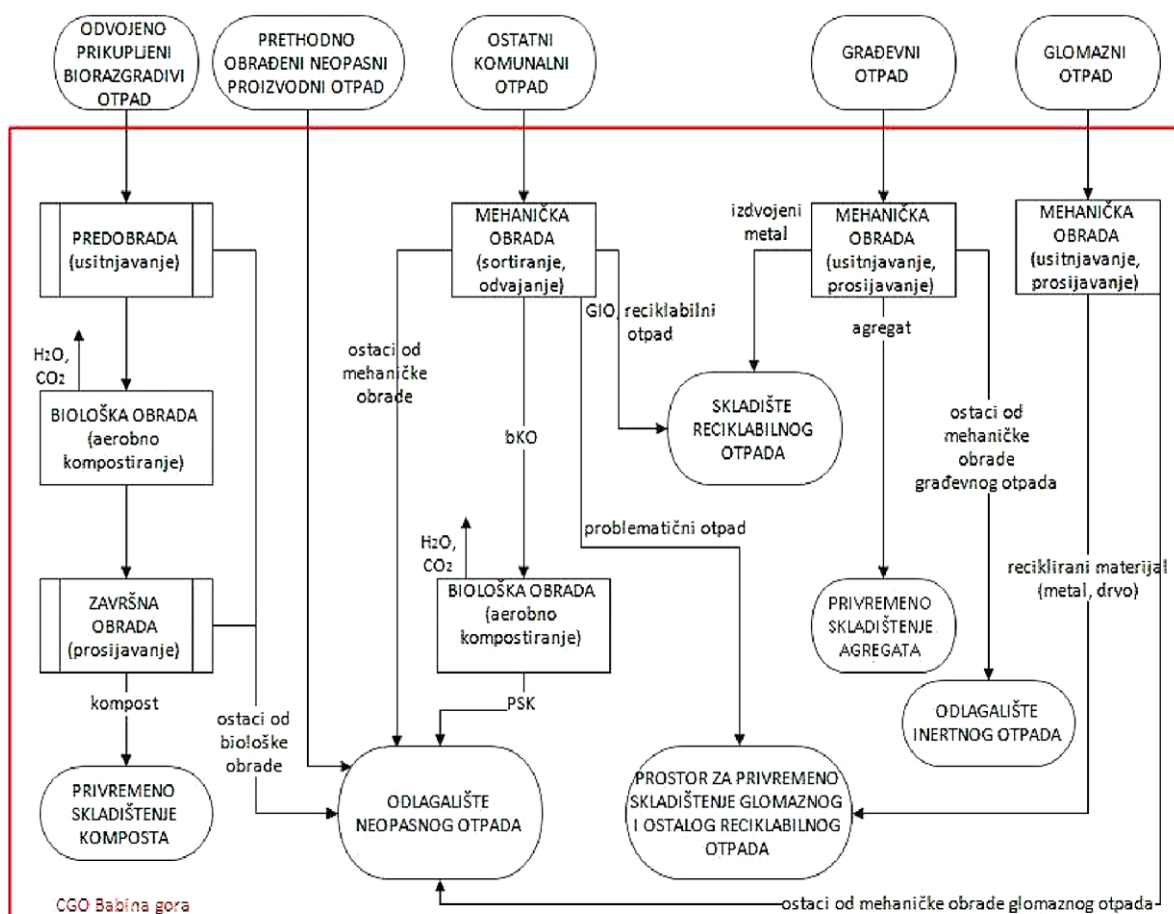 ODVOJENO
PRIKUPLJENI
BIORAZGRADIVI
OTPAD
PRETHODNO
OBRAĐENI NEOPASNI
PROIZVODNI OTPAD
OSTATNI
KOMUNALNI
OTPAD
GRAĐEVNI
OTPAD
GLOMAZNI
OTPAD
PREDOBRADA
(usitnjavanje)
MEHANIČKA
OBRADA
(sortiranje,
odvajanje)
izdvojeni
metal
MEHANIČKA
OBRADA
(usitnjavanje,
prosijavanje)
MEHANIČKA
OBRADA
(usitnjavanje,
prosijavanje)
H2O,
CO2
ostaci od
mehaničke
obrade
GIO, reciklabilni
otpad
agregat
BIOLOŠKA OBRADA
(aerobno
kompostiranje)
bKO
SKLADIŠTE
RECIKLABILNOG
OTPADA
ostaci od
mehaničke
obrade
građevnog otpada
H2O,
CO2
problematični otpad
reciklirani materijal
(metal, drvo)
ZAVRŠNA
OBRADA
(prosijavanje)
BIOLOŠKA OBRADA
(aerobno
kompostiranje)
PRIVREMENO
SKLADIŠTENJE
AGREGATA
kompost
ostaci od
biološke
obrade
PSK
ODLAGALIŠTE
INERTNOG OTPADA
PRIVREMENO
SKLADIŠTENJE
KOMPOSTA
ODLAGALIŠTE
NEOPASNOG OTPADA
PROSTOR ZA PRIVREMENO
SKLADIŠTENJE GLOMAZNOG
I OSTALOG RECIKLABILNOG
OTPADA
CGO Babina gora
ostaci od mehaničke obrade glomaznog otpada